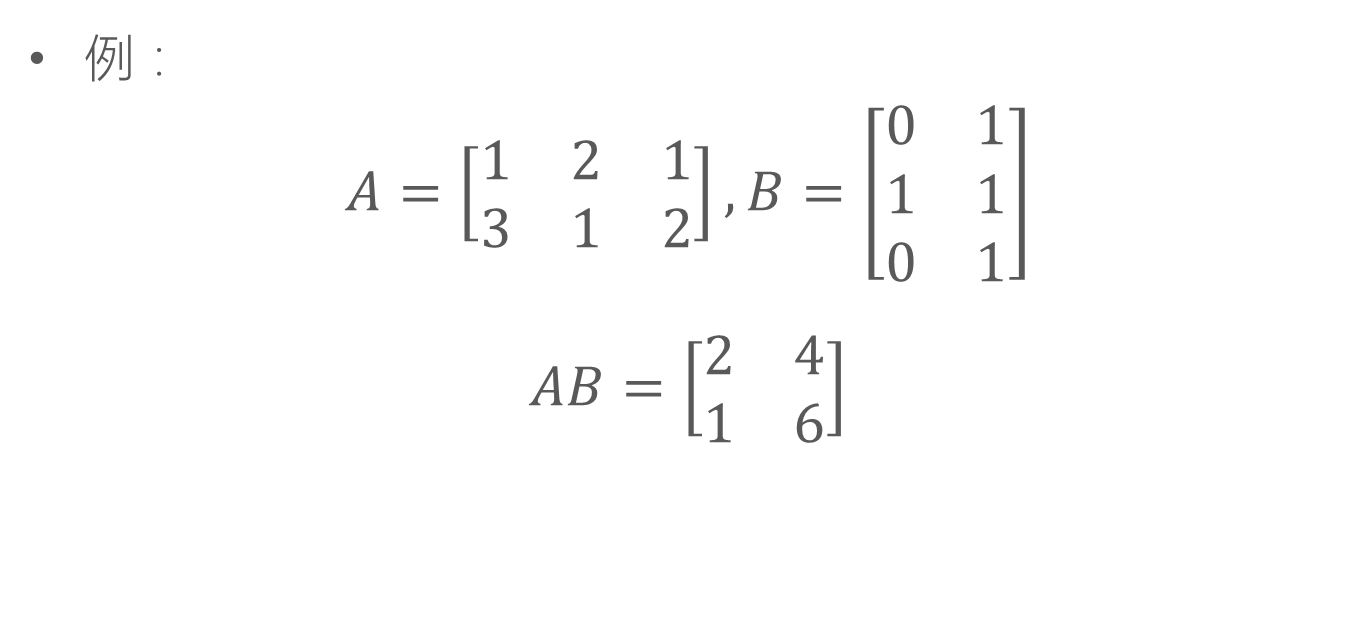 • 例：
A = [1 2 1; 3 1 2], B = [0 1; 1 1; 0 1]
AB = [2 4; 1 6]